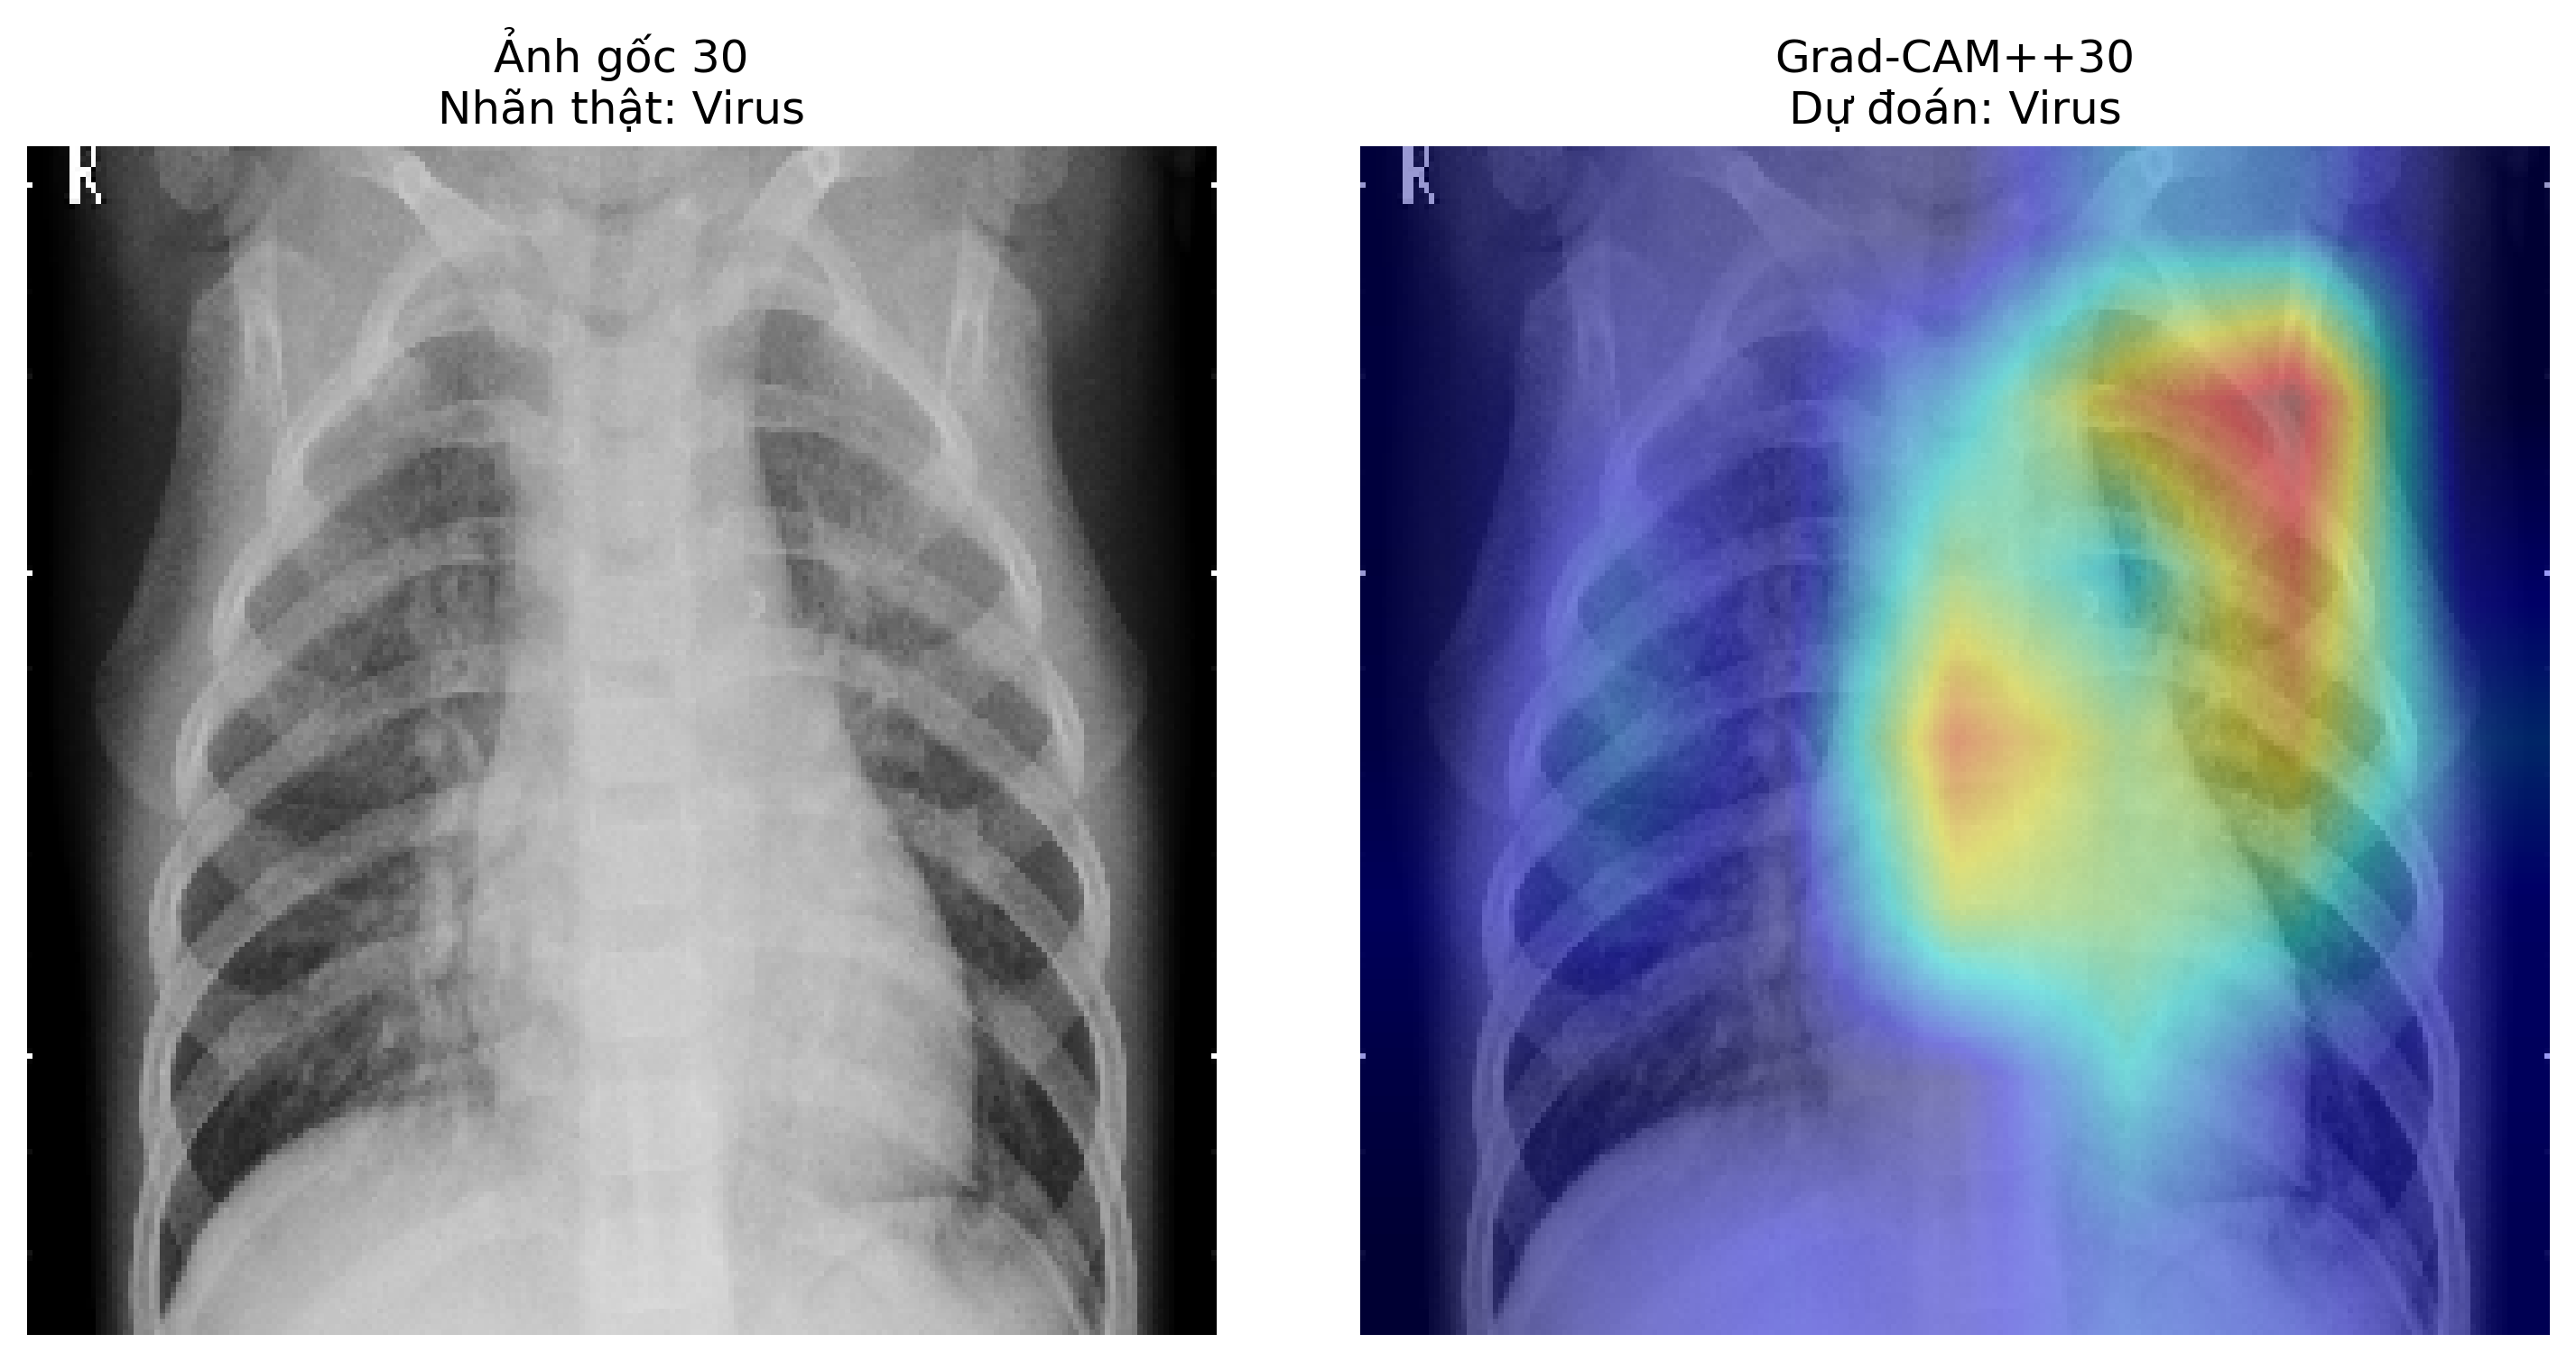 Ảnh gốc 30
Nhãn thật: Virus
R
Grad-CAM++30
Dự đoán: Virus
R